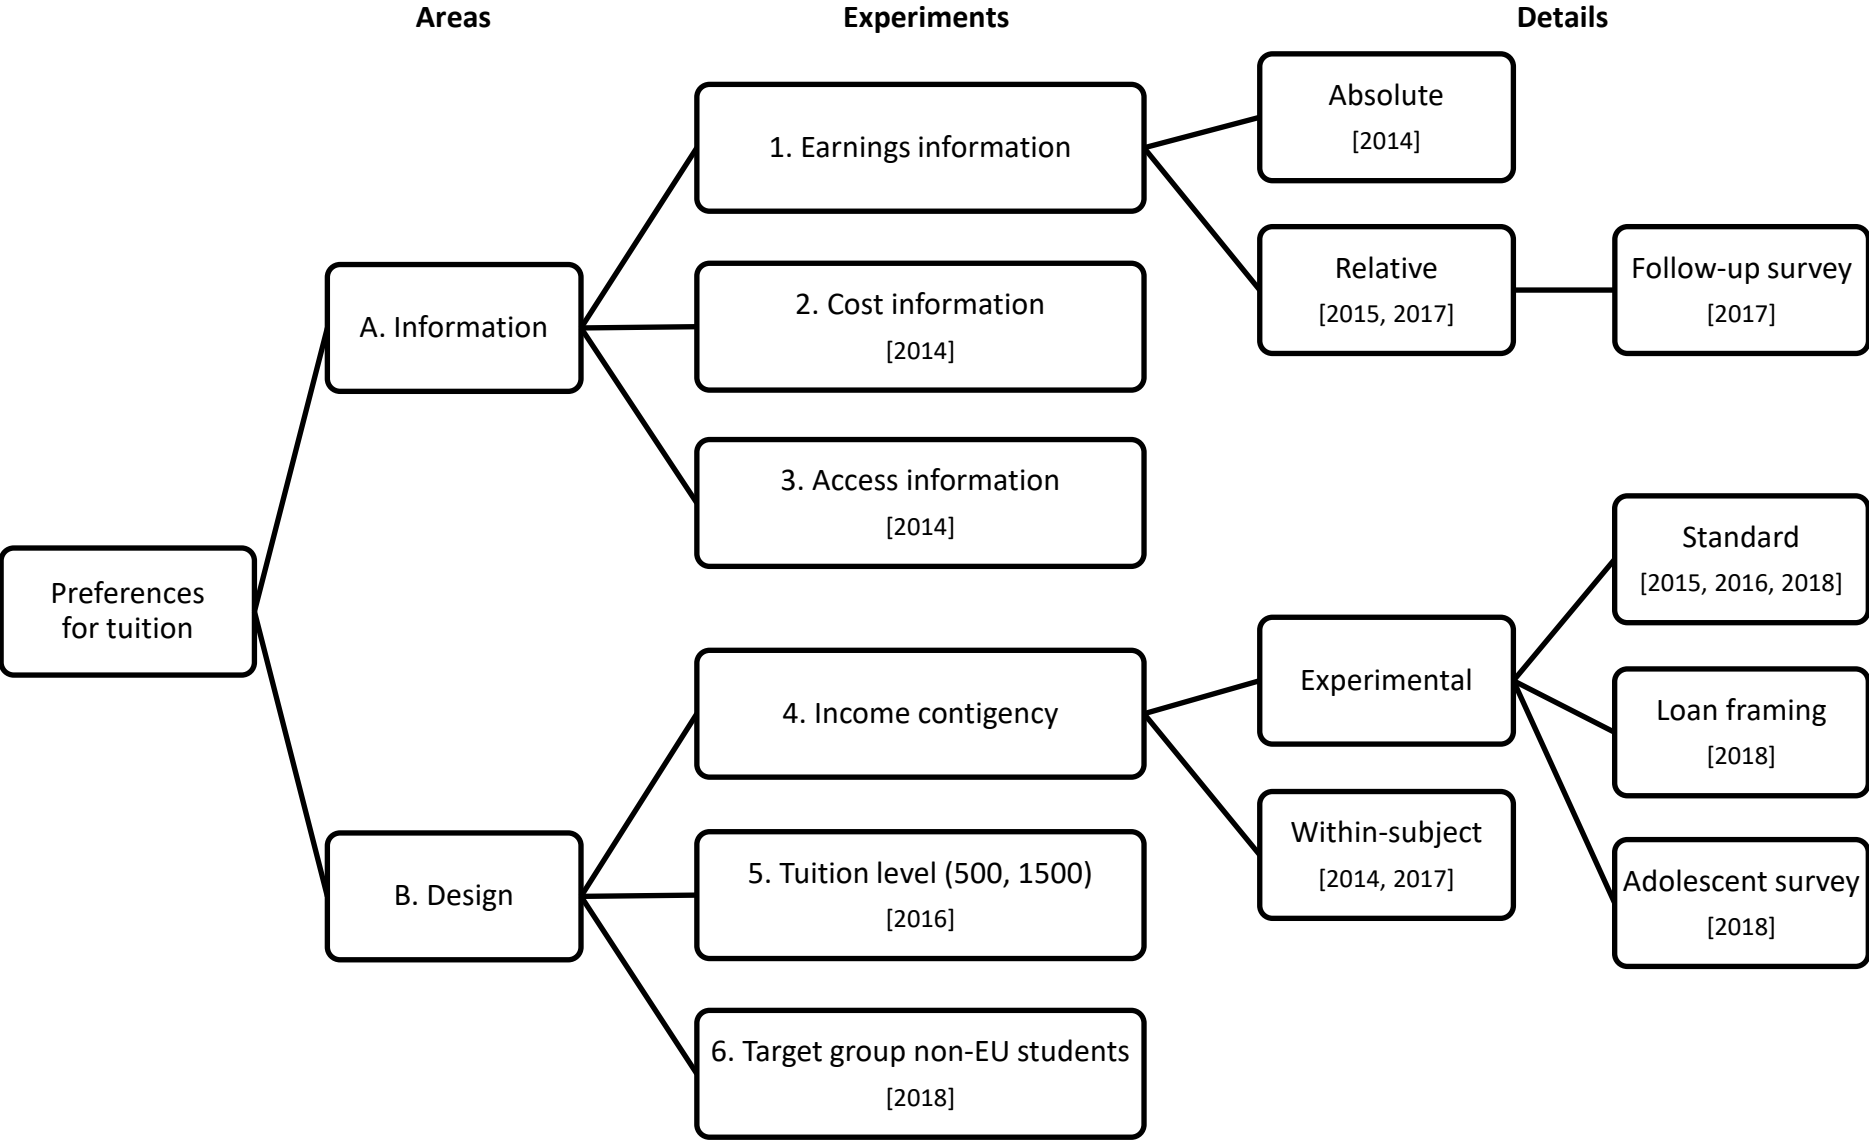 Areas
Experiments
Details
Preferences
for tuition
A. Information
1. Earnings information
Absolute
[2014]
Relative
[2015, 2017]
Follow-up survey
[2017]
2. Cost information
[2014]
3. Access information
[2014]
B. Design
4. Income contigency
Experimental
Standard
[2015, 2016, 2018]
Loan framing
[2018]
Adolescent survey
[2018]
Within-subject
[2014, 2017]
5. Tuition level (500, 1500)
[2016]
6. Target group non-EU students
[2018]